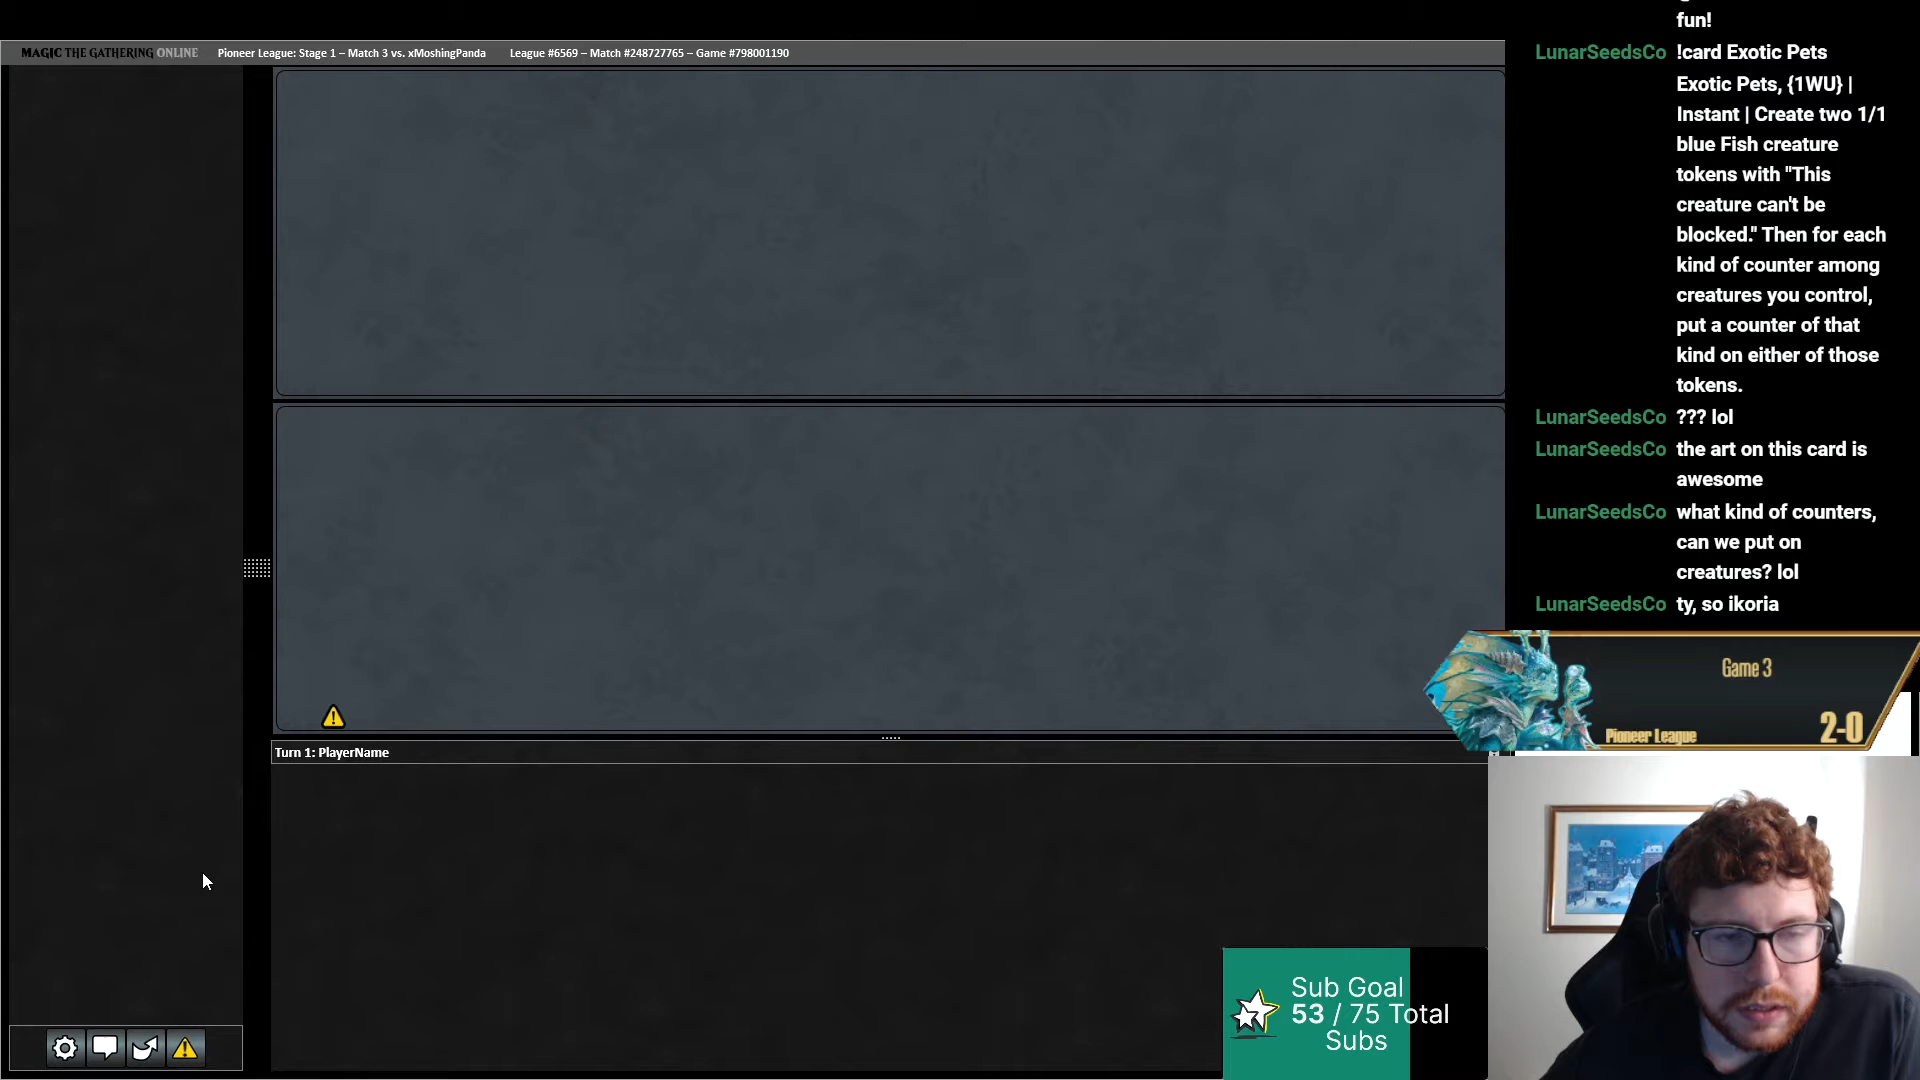 MAGIC THE GATHERING ONLINE Pioneer League: Stage 1 – Match 3 vs. xMoshingPanda League #6569 – Match #248727765 – Game #798001190
Turn 1: PlayerName
fun!
LunarSeedsCo !card Exotic Pets
Exotic Pets, {1WU} |
Instant | Create two 1/1
blue Fish creature
tokens with "This
creature can't be
blocked." Then for each
kind of counter among
creatures you control,
put a counter of that
kind on either of those
tokens.
LunarSeedsCo ??? lol
LunarSeedsCo the art on this card is
awesome
LunarSeedsCo what kind of counters,
can we put on
creatures? lol
LunarSeedsCo ty, so ikoria
Game 3
Pioneer League 2-0
Sub Goal
53 / 75 Total
Subs